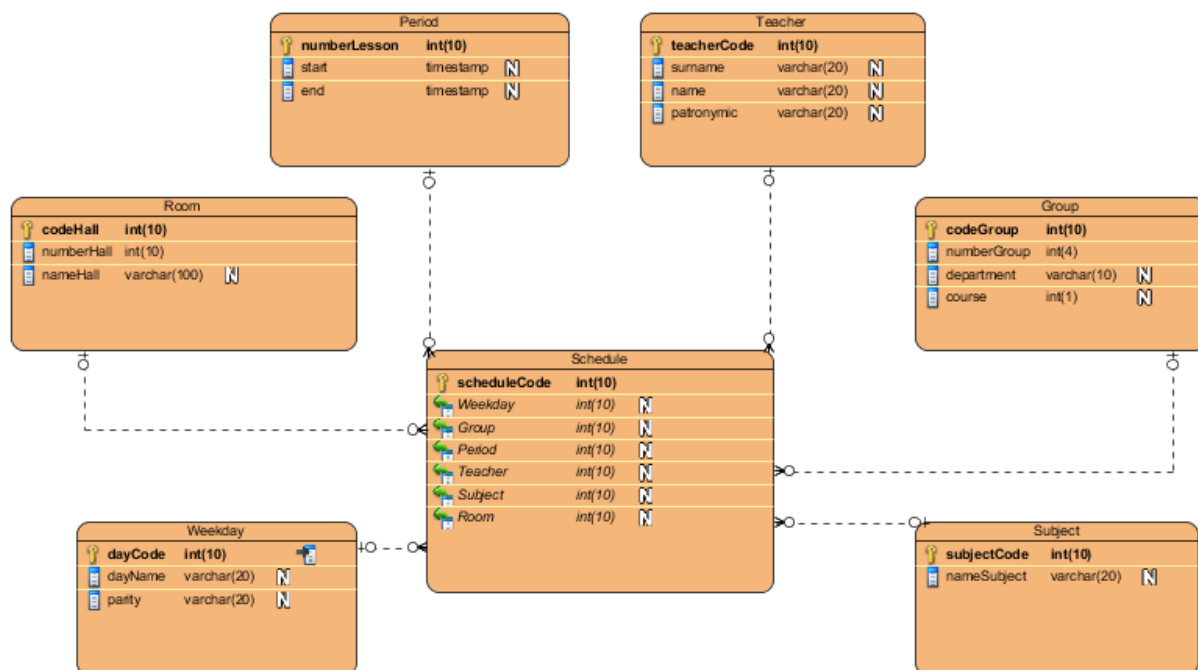 Period
numberLesson int(10)
start timestamp N
end timestamp N
Teacher
teacherCode int(10)
surname varchar(20) N
name varchar(20) N
patronymic varchar(20) N
Room
codeHall int(10)
numberHall int(10)
nameHall varchar(100) N
Group
codeGroup int(10)
numberGroup int(4)
department varchar(10) N
course int(1) N
Schedule
scheduleCode int(10)
Weekday int(10) N
Group int(10) N
Period int(10) N
Teacher int(10) N
Subject int(10) N
Room int(10) N
Weekday
dayCode int(10)
dayName varchar(20) N
parity varchar(20) N
Subject
subjectCode int(10)
nameSubject varchar(20) N